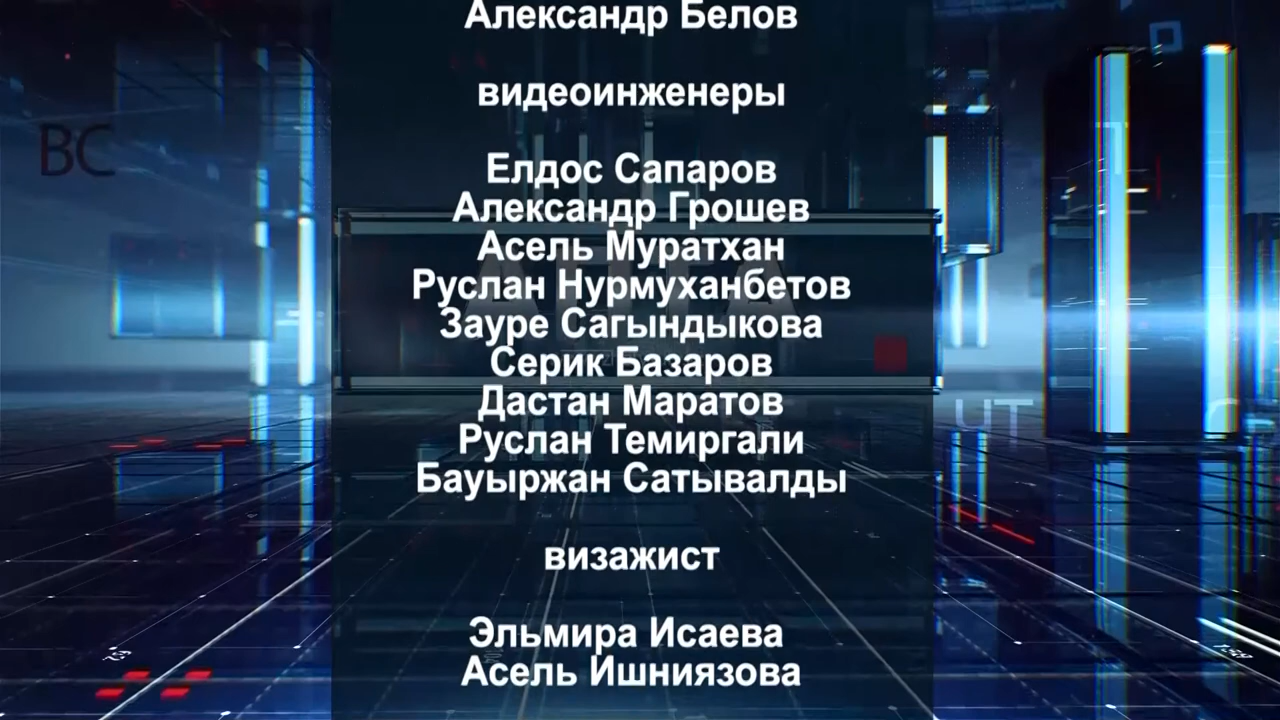 Александр Белов
видеоинженеры
Елдос Сапаров
Александр Грошев
Асель Муратхан
Руслан Нурмуханбетов
Зауре Сагындыкова
Серик Базаров
Дастан Маратов
Руслан Темиргали
Бауыржан Сатывалды
визажист
Эльмира Исаева
Асель Ишниязова